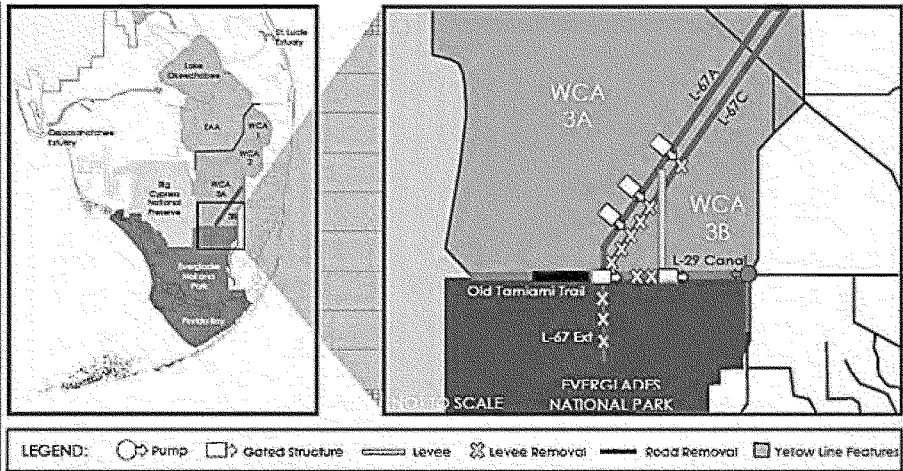 St. Lucie
Estuary
Lake
Okeechobee
Caloosahatchee
Estuary
EAA
WCA
1
WCA
2
WCA
3A
3B
Big
Cypress
National
Preserve
Everglades
National
Park
Florida Bay
WCA
3A
L-67A
L-67C
WCA
3B
L-29 Canal
Old Tamiami Trail
L-67 Ext
EVERGLADES
NATIONAL PARK
NOT TO SCALE
LEGEND: Pump Gated Structure Levee Levee Removal Road Removal Yellow Line Features